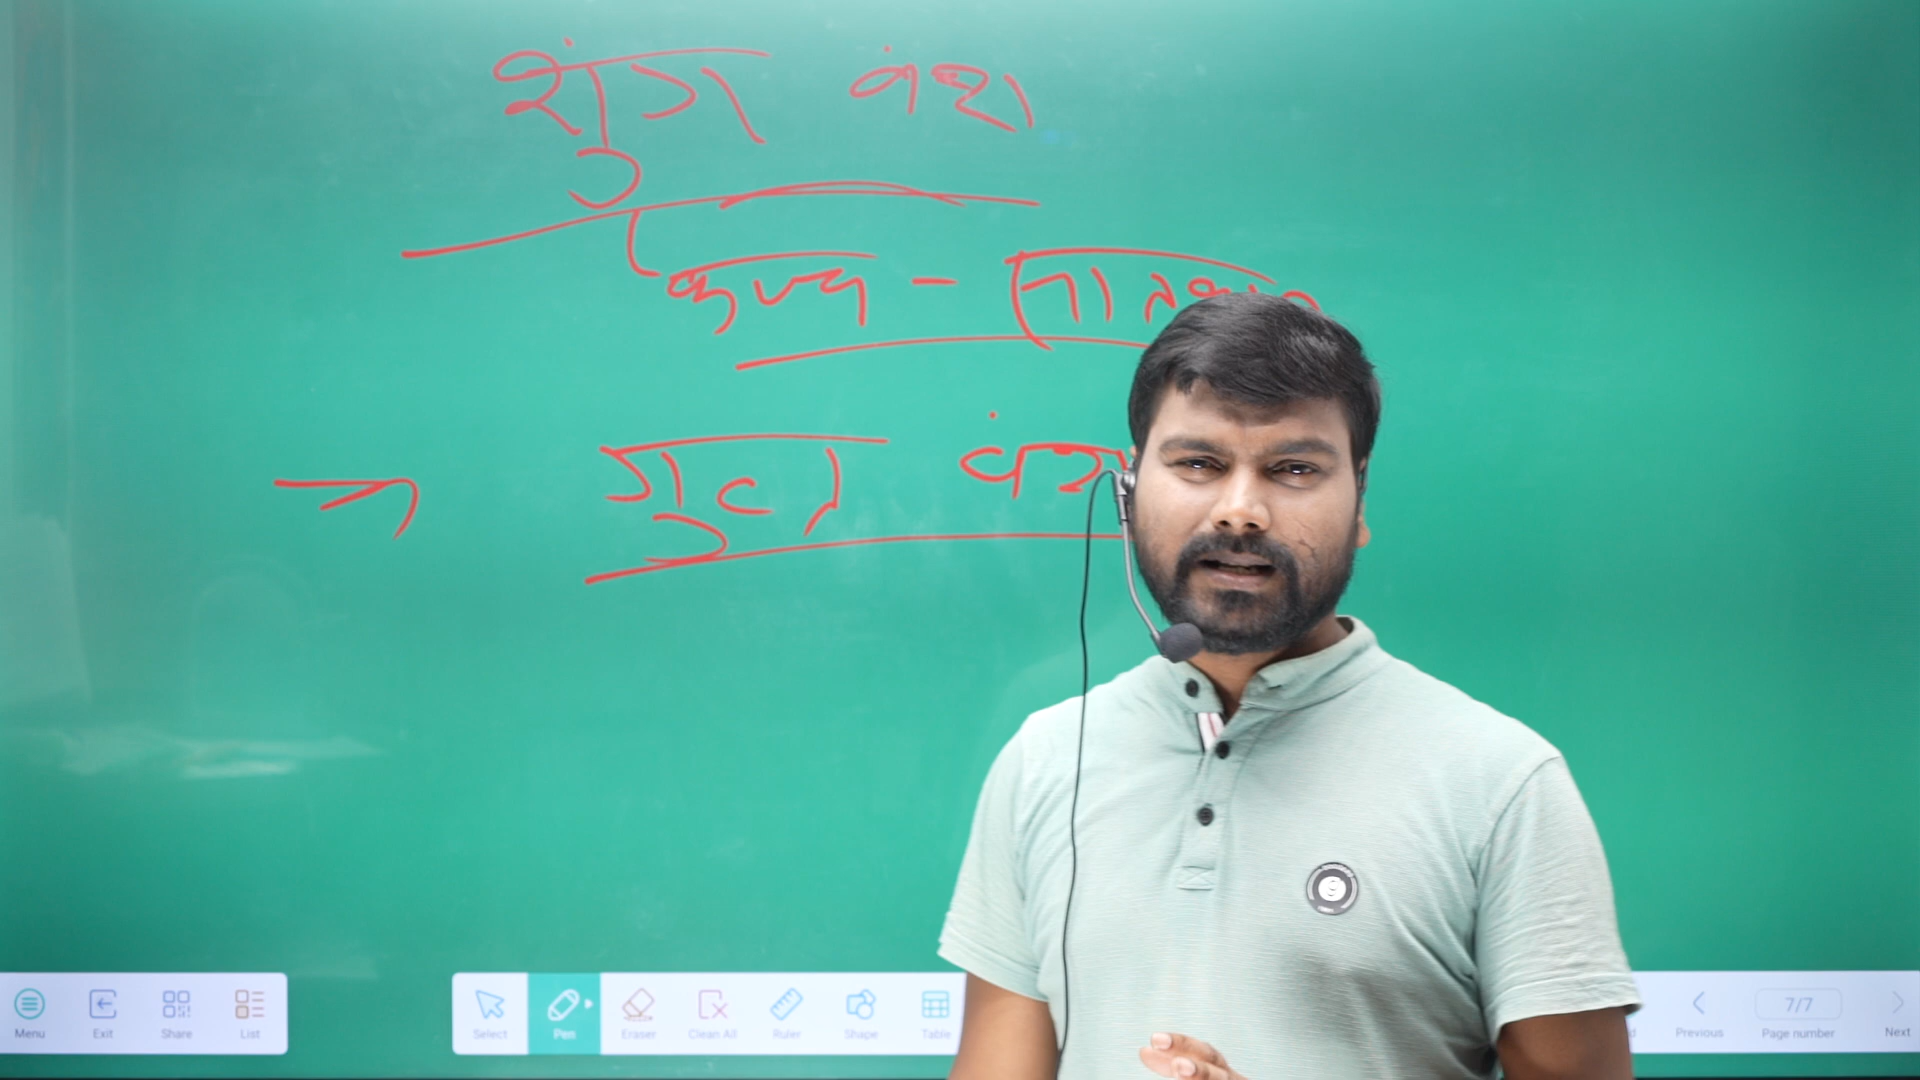 शुंग वंश
कण्व -
गुप्त वंश
Menu Exit Share List Select Pen Eraser Clean All Ruler Shape Table Previous 7/7 Page number Next